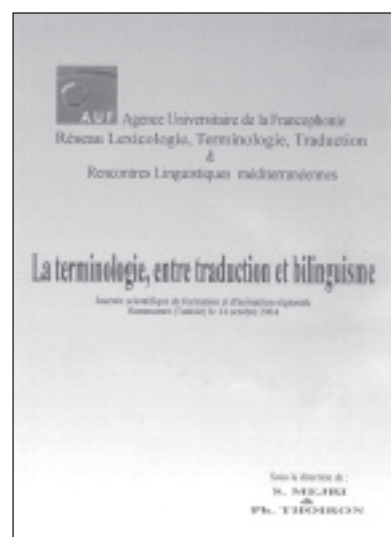 AUF
Agence Universitaire de la Francophonie
Réseau Lexicologie, Terminologie, Traduction
&
Rencontres Linguistiques méditerranéennes
La terminologie, entre traduction et bilinguisme
Journée scientifique de formation et d'animation régionale
Hammamet (Tunisie) le 14 octobre 2004
Sous la direction de :
S. MEJRI
&
Ph. THOIRON